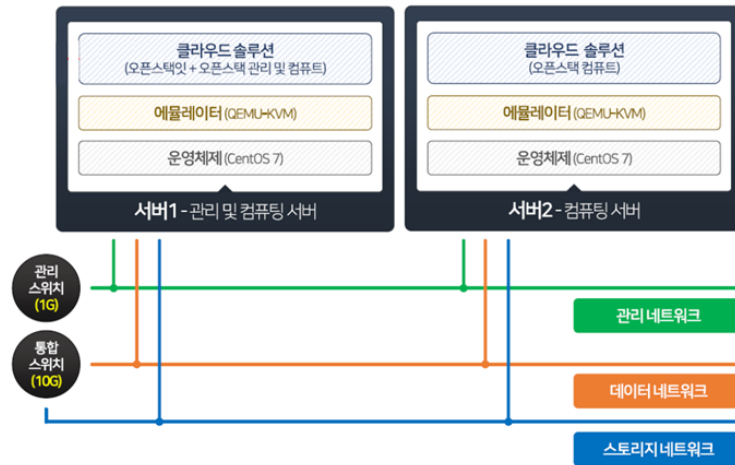 클라우드 솔루션
(오픈스택잇 + 오픈스택 관리 및 컴퓨트)
에뮬레이터 (QEMU-KVM)
운영체제 (CentOS 7)
서버1 - 관리 및 컴퓨팅 서버
클라우드 솔루션
(오픈스택 컴퓨트)
에뮬레이터 (QEMU-KVM)
운영체제 (CentOS 7)
서버2 - 컴퓨팅 서버
관리
스위치
(1G)
관리 네트워크
통합
스위치
(10G)
데이터 네트워크
스토리지 네트워크